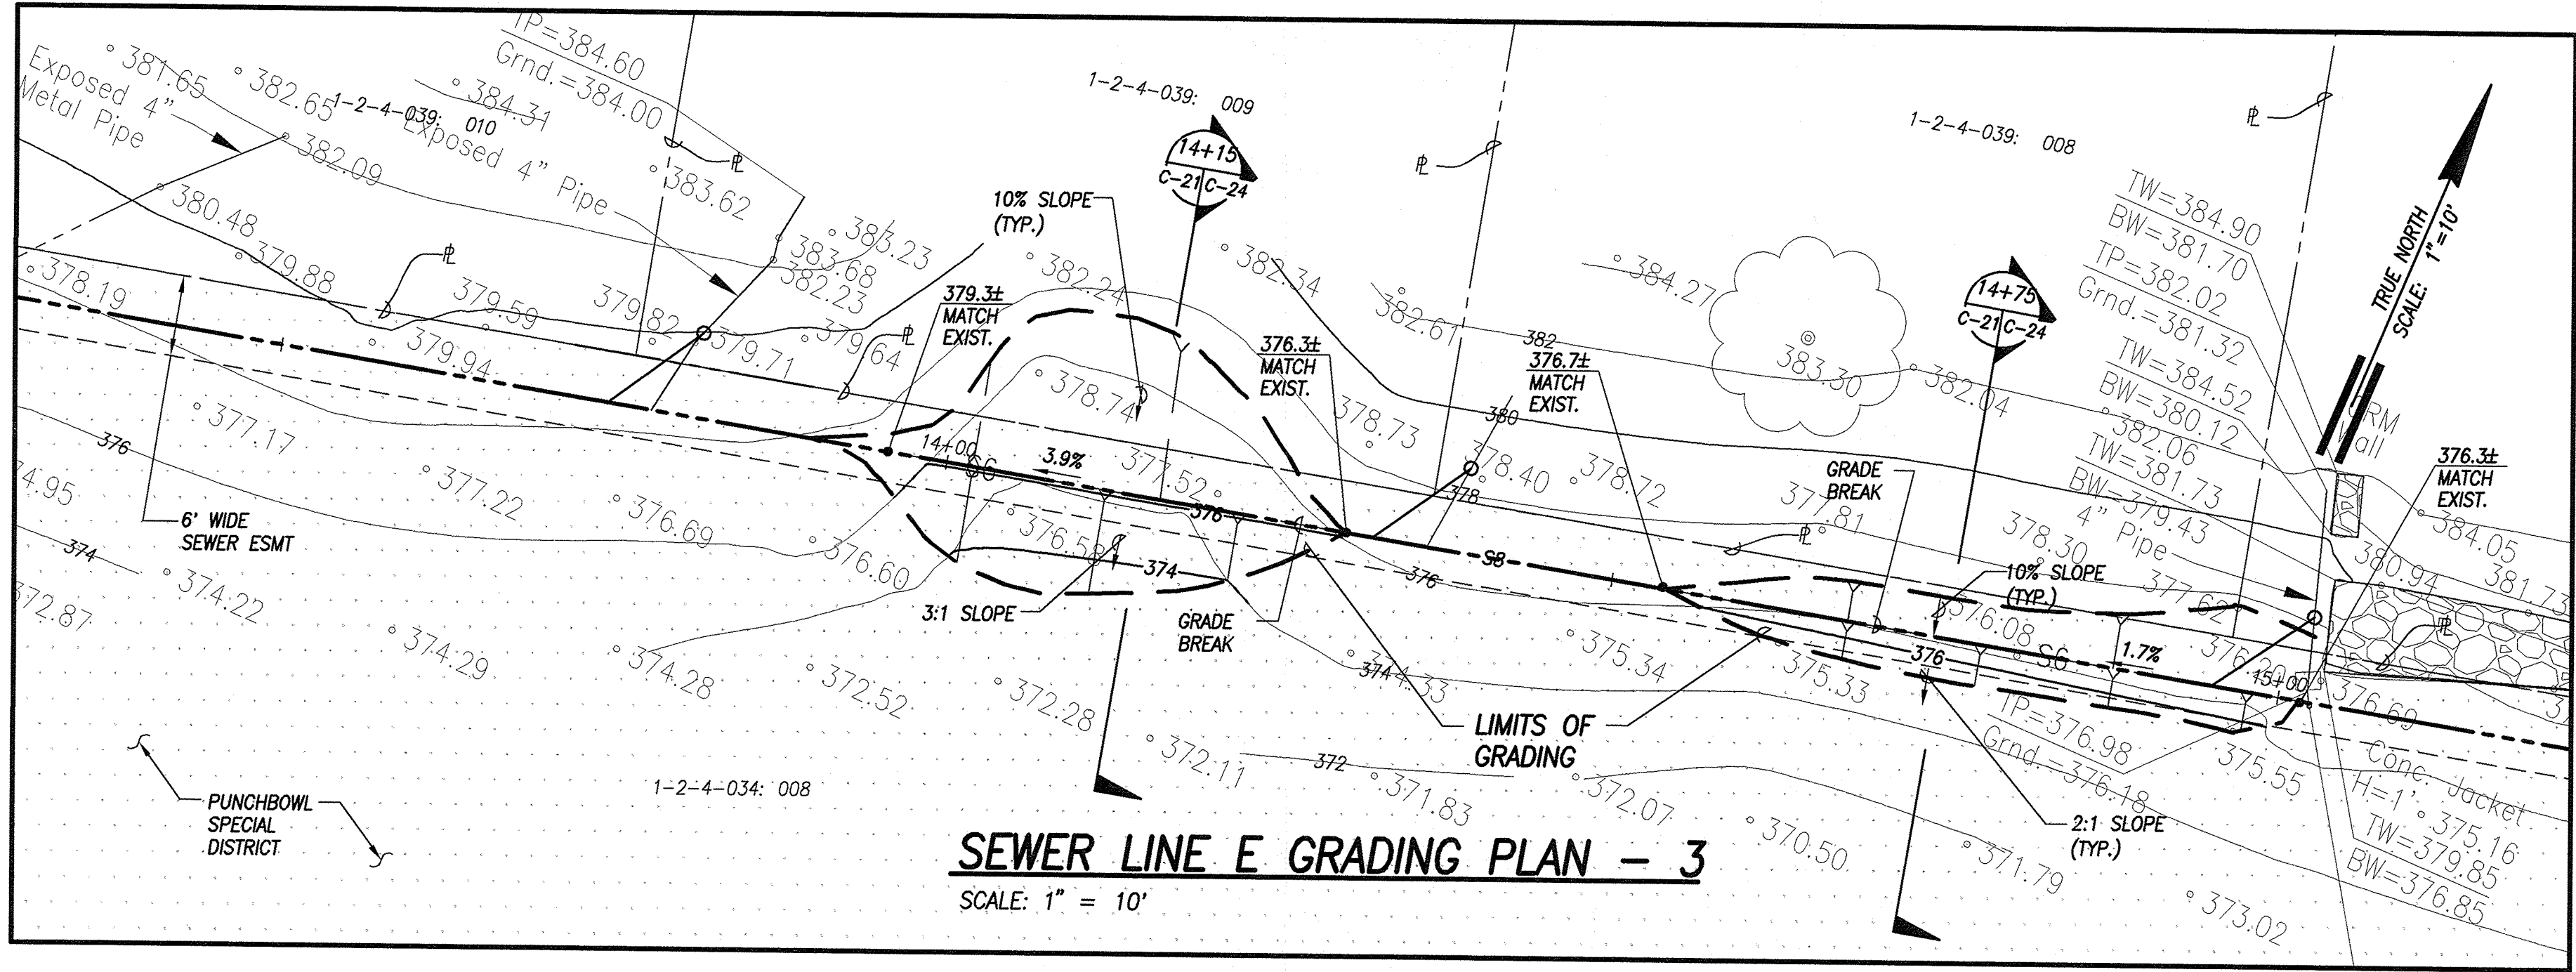 TP=384.60
Grnd.=384.00
381.65
382.65
384.31
Exposed 4"
Metal Pipe
1-2-4-039: 010
Exposed 4" Pipe
382.09
383.62
℄
1-2-4-039: 009
14+15
C-21 C-24
℄
1-2-4-039: 008
℄
TW=384.90
BW=381.70
TP=382.02
Grnd.=381.32
TW=384.52
BW=380.12
382.06
TW=381.73
BW=379.43
4" Pipe
TRUE NORTH
SCALE: 1"=10'
CRM
Wall
376.3±
MATCH
EXIST.
380.48
379.88
378.19
℄
379.59
379.82
379.71
379.64
379.94
383.23
383.68
382.23
10% SLOPE
(TYP.)
379.3±
MATCH
EXIST.
℄
382.24
382.34
376.3±
MATCH
EXIST.
382.61
382
384.27
383.30
382.04
14+75
C-21 C-24
376.7±
MATCH
EXIST.
380
378.74
378.73
378.40
378
378.72
377.81
℄
GRADE
BREAK
378.30
377.62
10% SLOPE
(TYP.)
384.05
380.94
381.73
℄
377.17
376
377.22
376.69
376.60
14+00
S6
3.9%
377.52
376
376.58
374
S8
376
376.08
376
S6
1.7%
376.20
15+00
376.69
374.95
6' WIDE
SEWER ESMT
374
374.22
372.87
374.29
374.28
372.52
372.28
372.11
3:1 SLOPE
GRADE
BREAK
374.33
374
375.34
375.33
LIMITS OF
GRADING
TP=376.98
Grnd.=376.18
375.55
Conc. Jacket
H=1'
375.16
TW=379.85
BW=376.85
2:1 SLOPE
(TYP.)
372
371.83
372.07
370.50
371.79
373.02
1-2-4-034: 008
PUNCHBOWL
SPECIAL
DISTRICT
SEWER LINE E GRADING PLAN - 3
SCALE: 1" = 10'